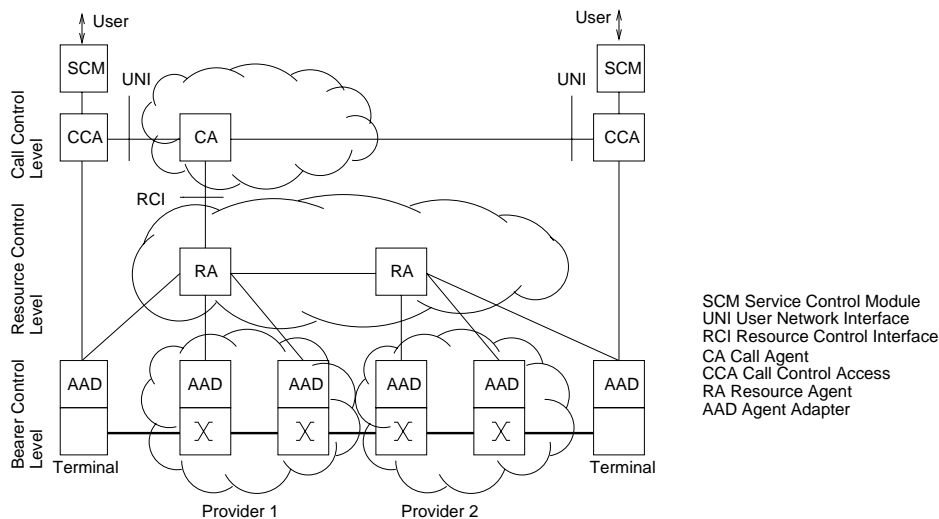 User
User
SCM
SCM
UNI
UNI
Call Control
Level
CCA
CA
CCA
RCI
Resource Control
Level
RA
RA
SCM Service Control Module
UNI User Network Interface
RCI Resource Control Interface
CA Call Agent
CCA Call Control Access
RA Resource Agent
AAD Agent Adapter
Bearer Control
Level
AAD
AAD
AAD
AAD
AAD
AAD
Terminal
Terminal
Provider 1
Provider 2